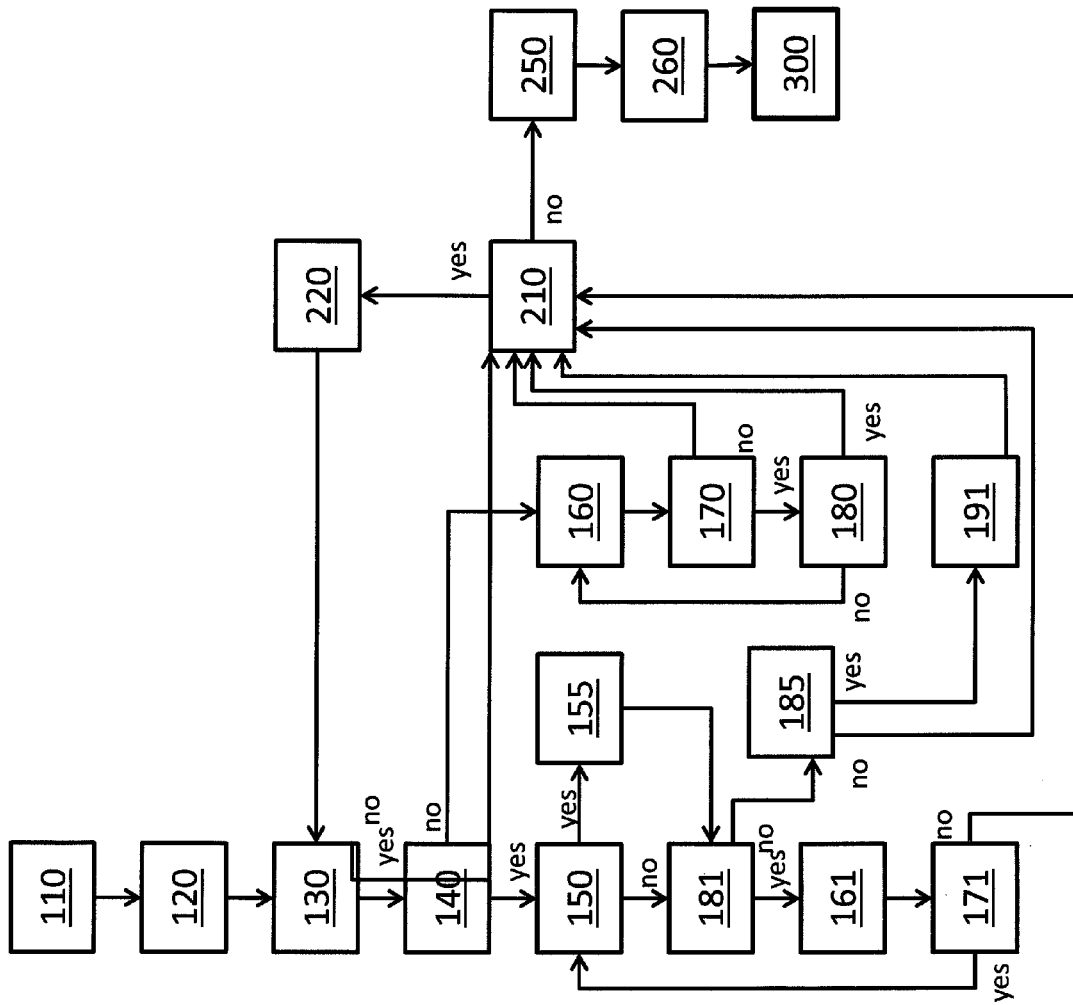 110
120
130
yes
no
140
no
yes
150
yes
no
155
181
no
yes
161
171
no
yes
185
no
yes
160
170
no
yes
180
no
yes
191
210
yes
no
220
250
260
300